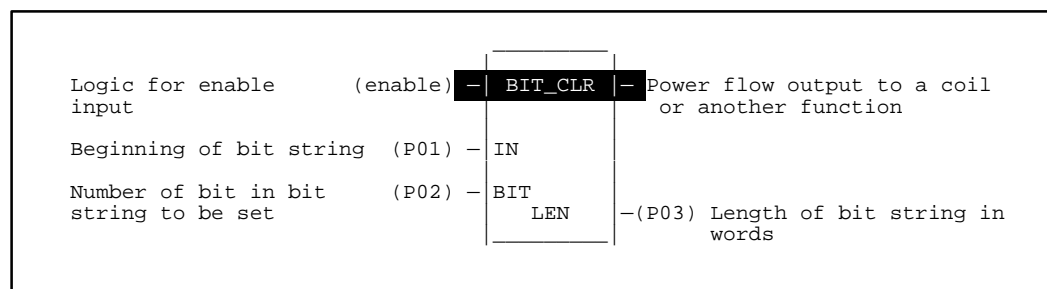 Logic for enable (enable) –| BIT_CLR |– Power flow output to a coil
input or another function
Beginning of bit string (P01) –|IN
Number of bit in bit (P02) –|BIT
string to be set LEN |–(P03) Length of bit string in
words